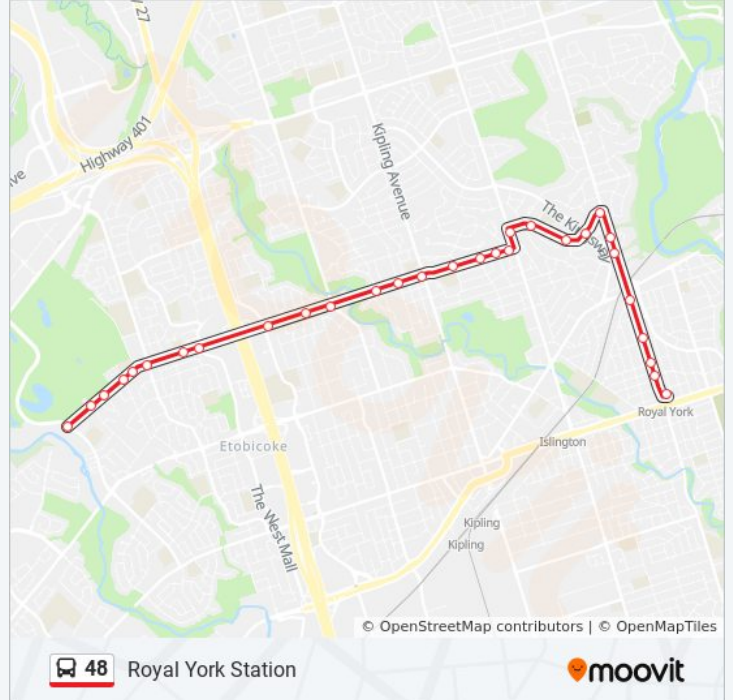 y 27
Highway 401
ve
Kipling Avenue
The Kingsway
Royal York
Islington
Etobicoke
The West Mall
Kipling
Kipling
© OpenStreetMap contributors | © OpenMapTiles
48 Royal York Station
moovit